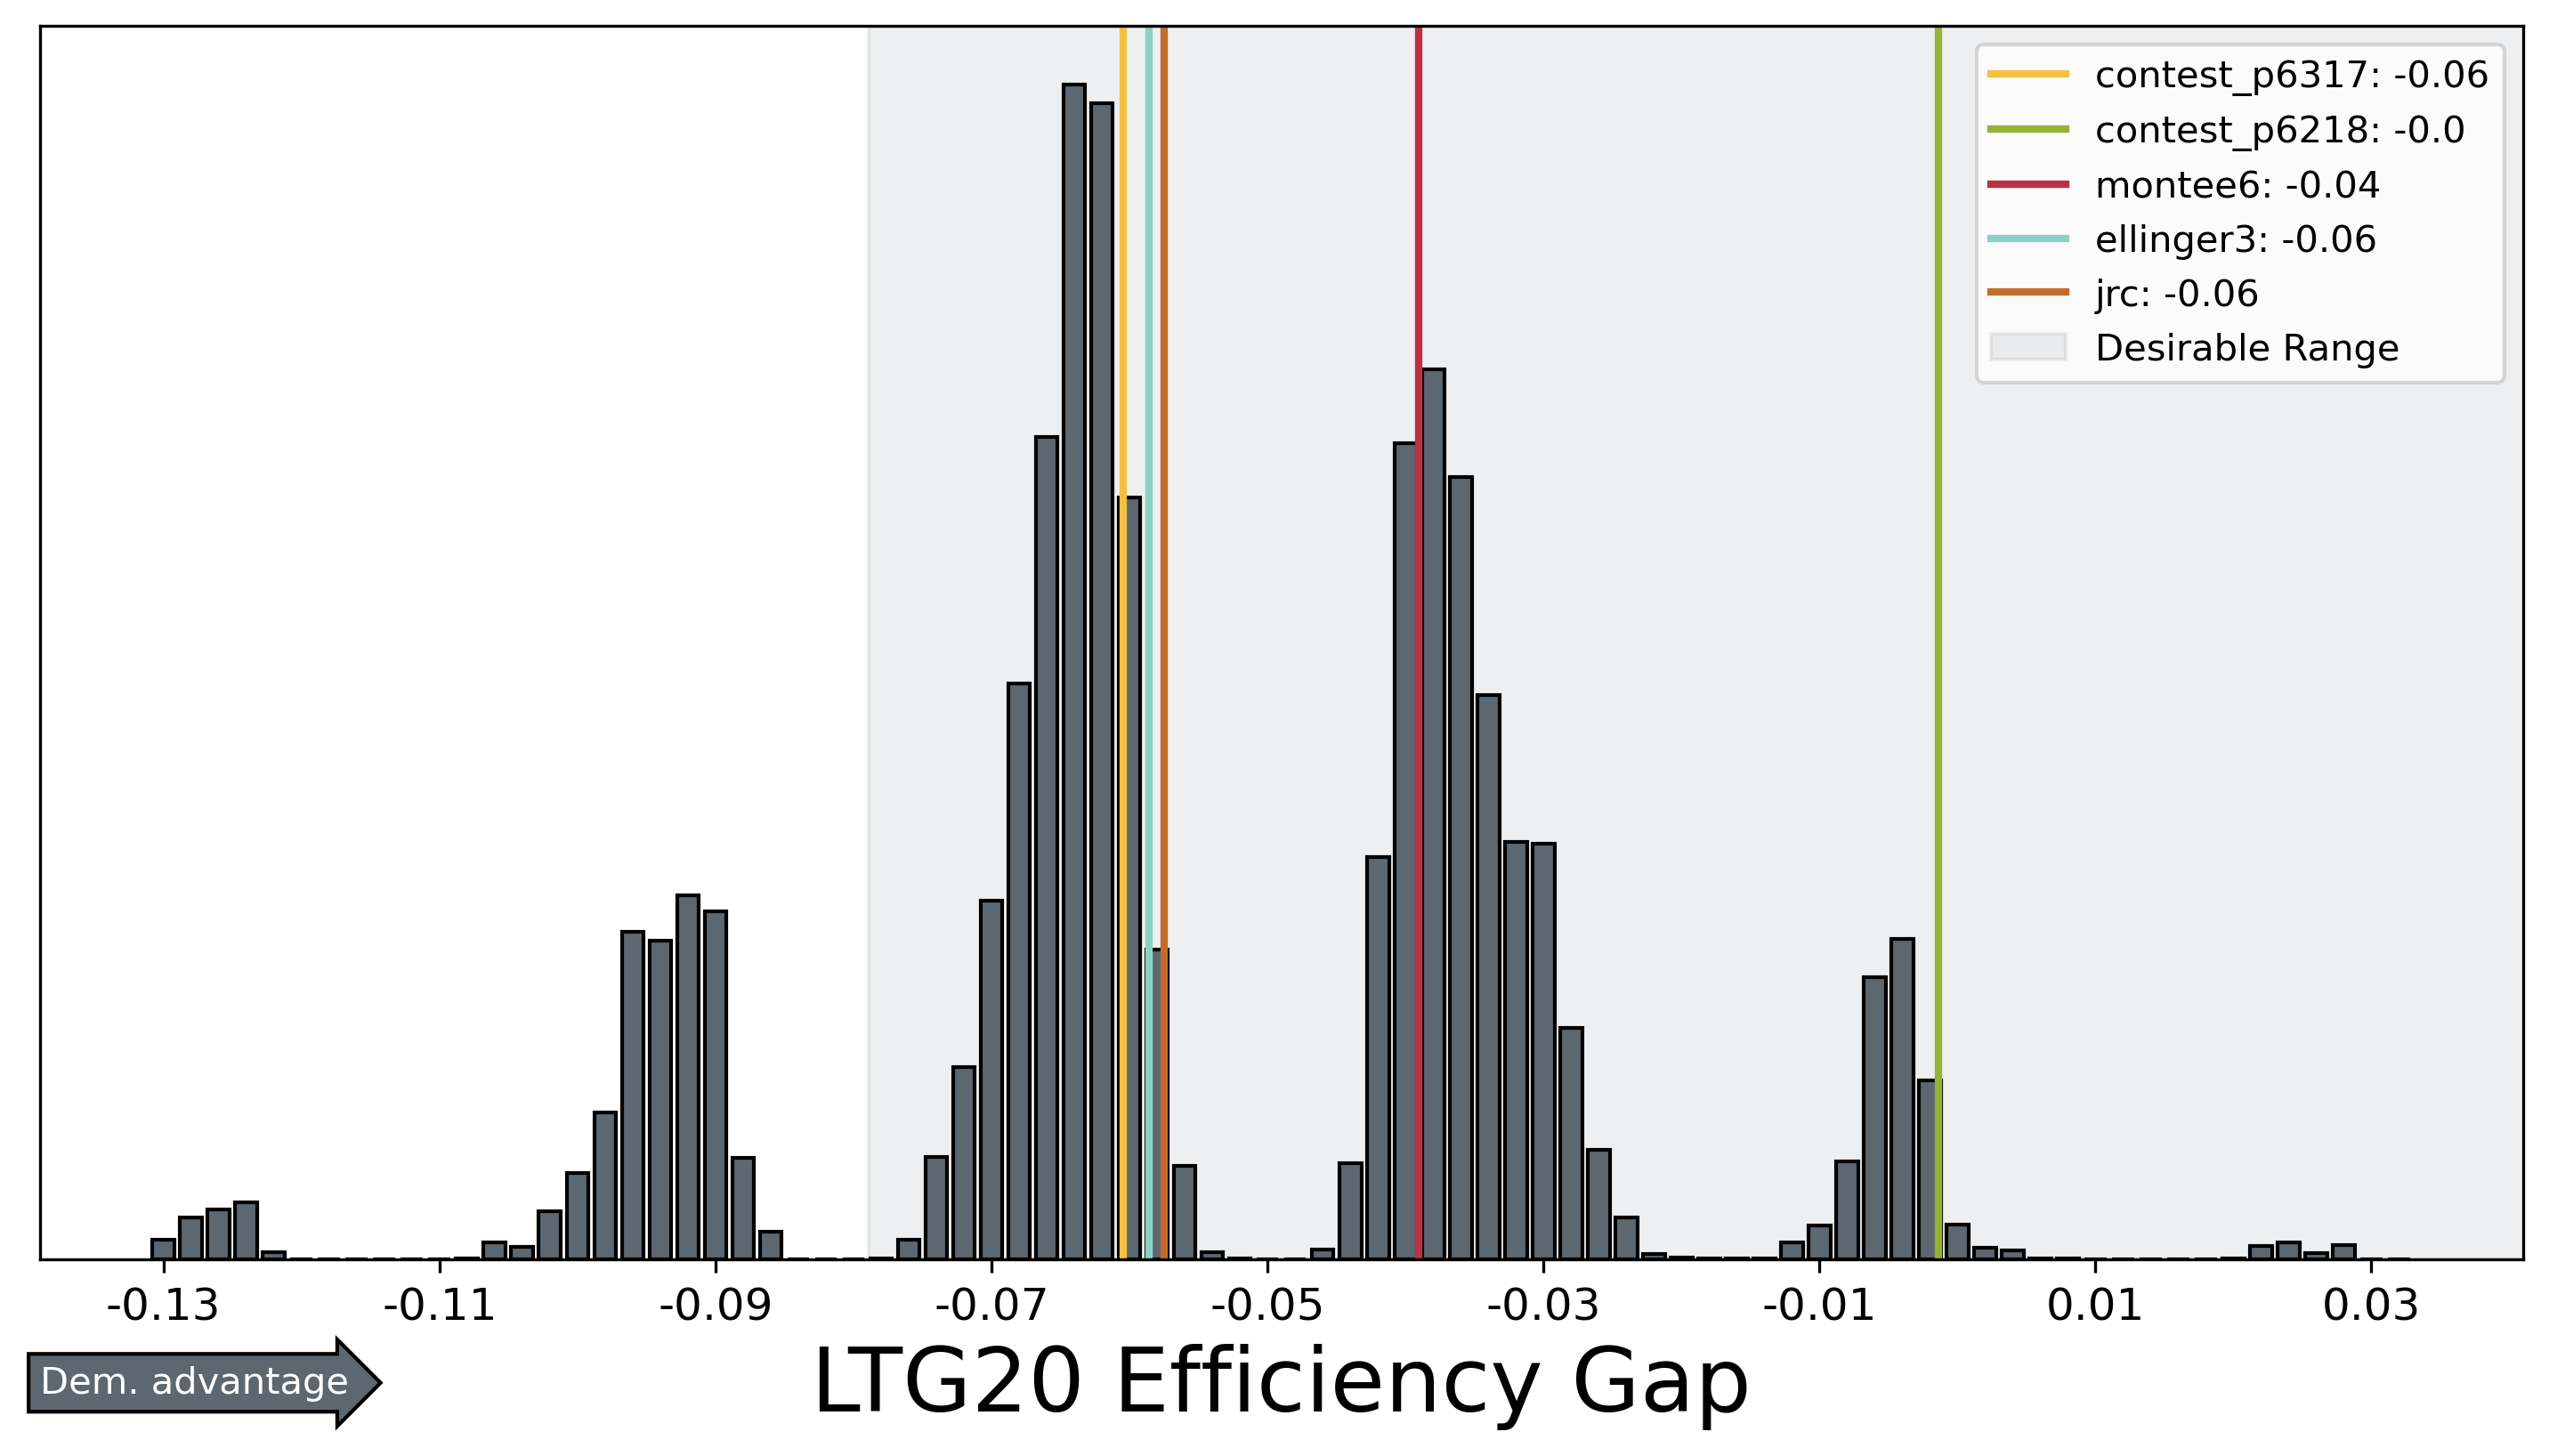 contest_p6317: -0.06
contest_p6218: -0.0
montee6: -0.04
ellinger3: -0.06
jrc: -0.06
Desirable Range
-0.13 -0.11 -0.09 -0.07 -0.05 -0.03 -0.01 0.01 0.03
Dem. advantage
LTG20 Efficiency Gap